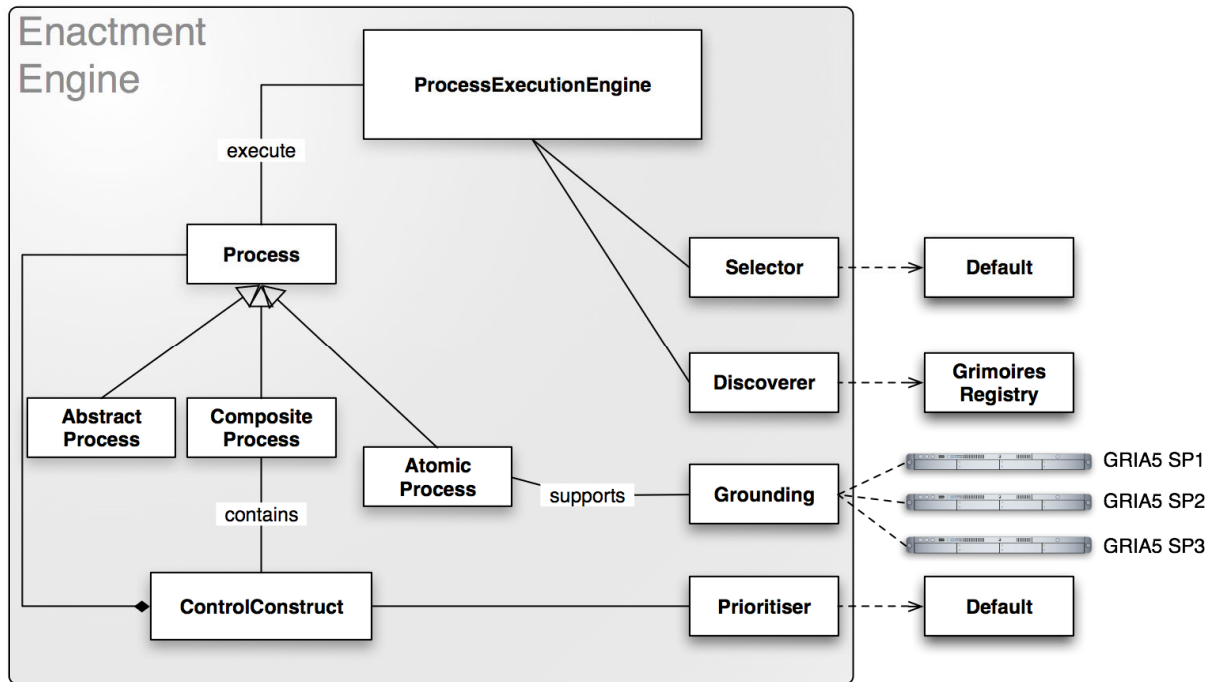 Enactment
Engine
ProcessExecutionEngine
execute
Process
Selector
Default
Discoverer
Grimoires
Registry
Abstract
Process
Composite
Process
Atomic
Process
supports
Grounding
GRIA5 SP1
GRIA5 SP2
GRIA5 SP3
contains
ControlConstruct
Prioritiser
Default